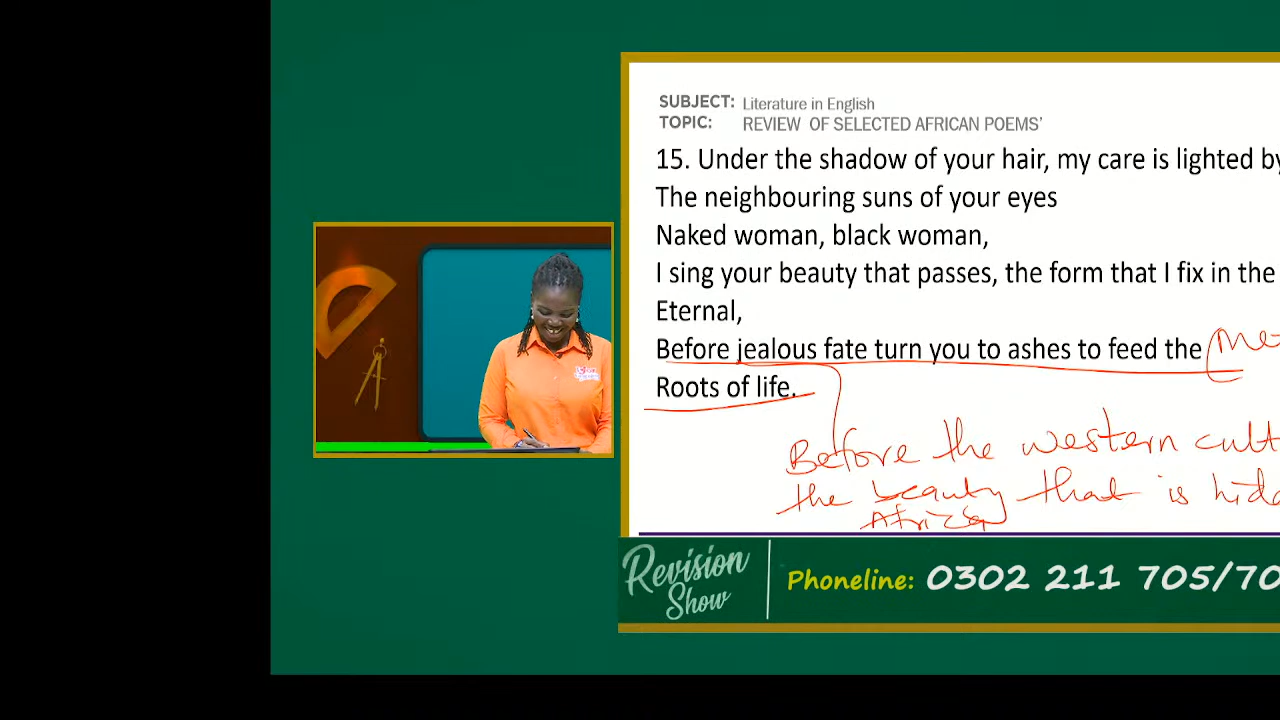 SUBJECT: Literature in English
TOPIC: REVIEW OF SELECTED AFRICAN POEMS'
15. Under the shadow of your hair, my care is lighted by
The neighbouring suns of your eyes
Naked woman, black woman,
I sing your beauty that passes, the form that I fix in the
Eternal,
Before jealous fate turn you to ashes to feed the
Roots of life.
Before the western
the beauty that is
Africa
Revision
Show
Phoneline: 0302 211 705/70